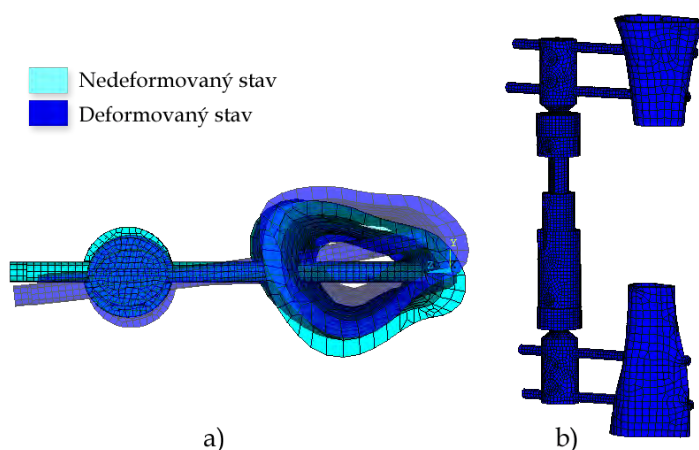 Nedeformovaný stav
Deformovaný stav
Y
Z
a)
b)